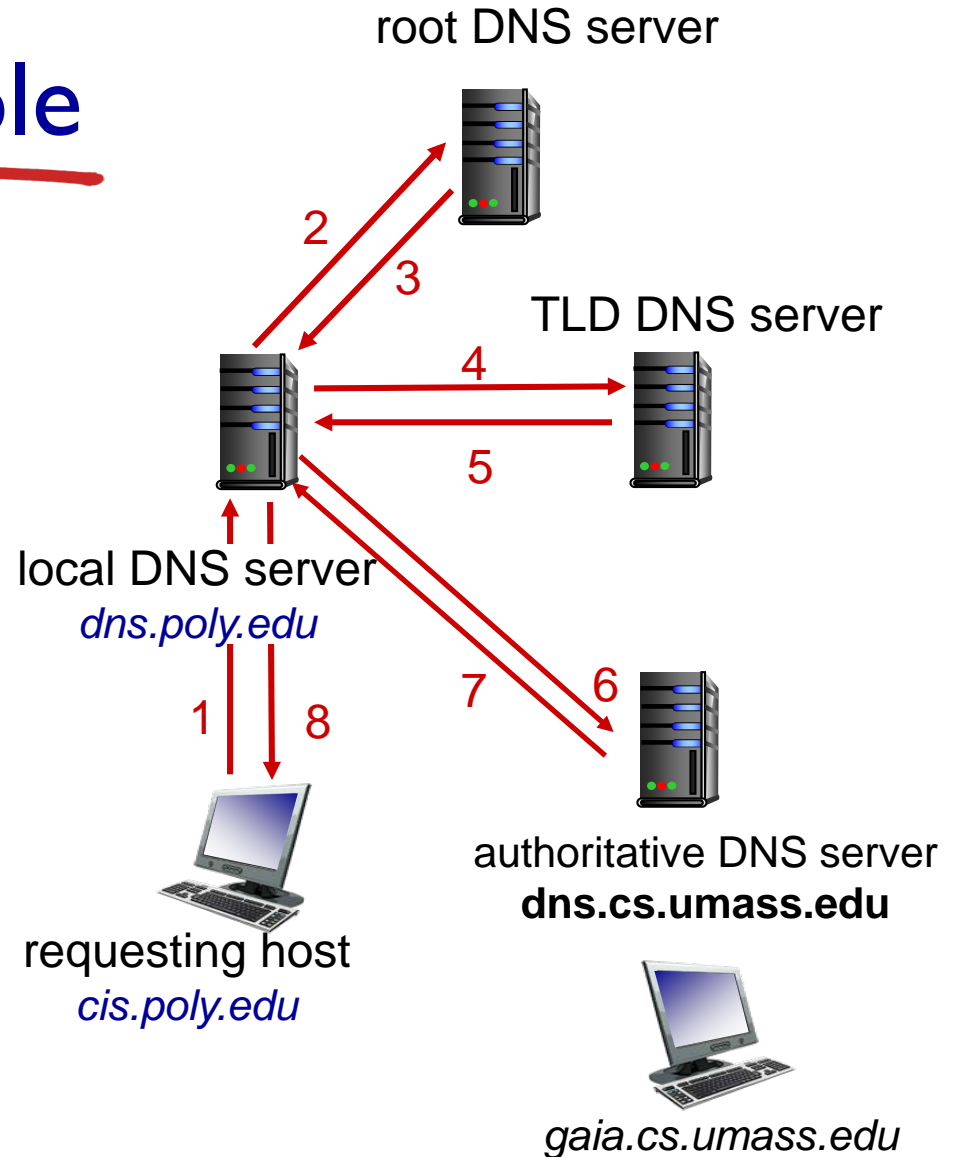 root DNS server
2
3
TLD DNS server
4
5
local DNS server
dns.poly.edu
1
8
7
6
authoritative DNS server
dns.cs.umass.edu
requesting host
cis.poly.edu
gaia.cs.umass.edu